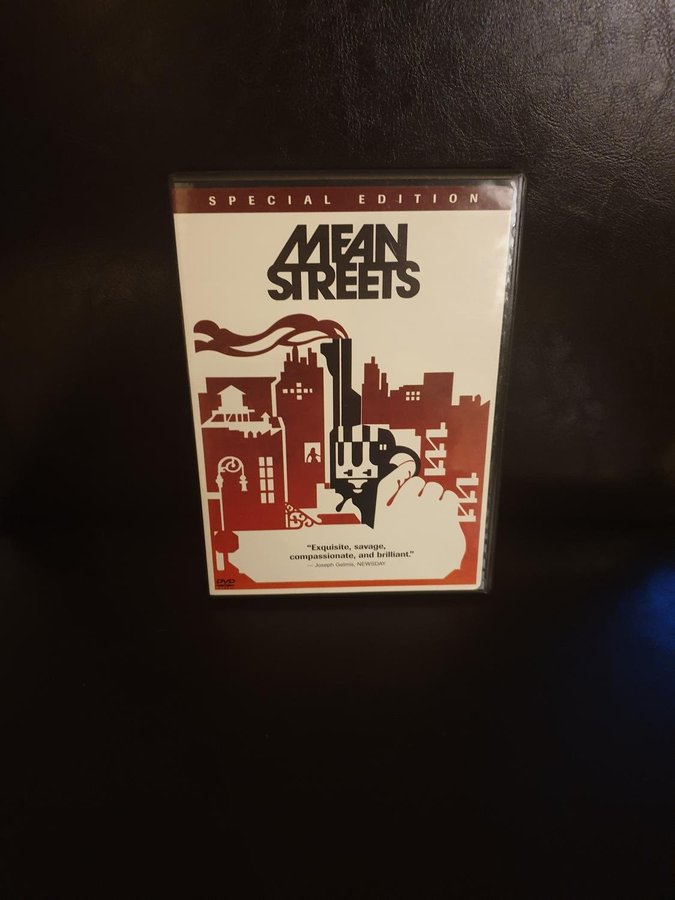 SPECIAL EDITION
MEAN
STREETS
"Exquisite, savage,
compassionate, and brilliant."
— Joseph Gelmis, NEWSDAY
DVD